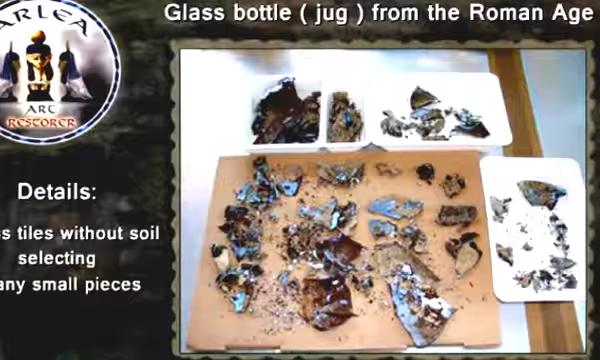 Glass bottle ( jug ) from the Roman Age
ARLEA
ART
RESTORER
Details:
tiles without soil
selecting
small pieces